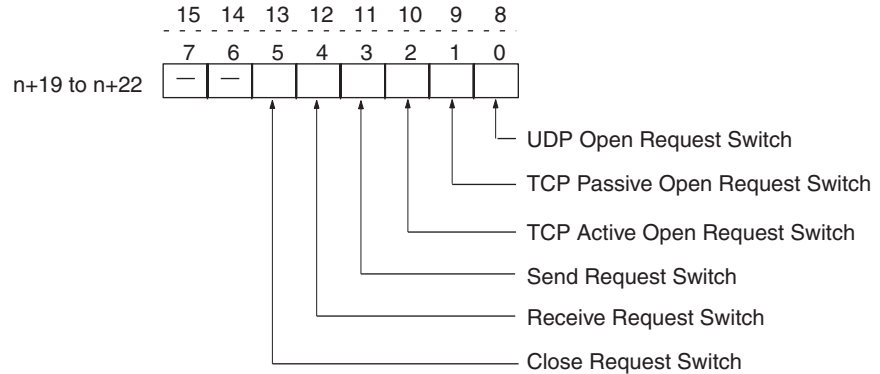 15 14 13 12 11 10 9 8
7 6 5 4 3 2 1 0
n+19 to n+22 — —
UDP Open Request Switch
TCP Passive Open Request Switch
TCP Active Open Request Switch
Send Request Switch
Receive Request Switch
Close Request Switch